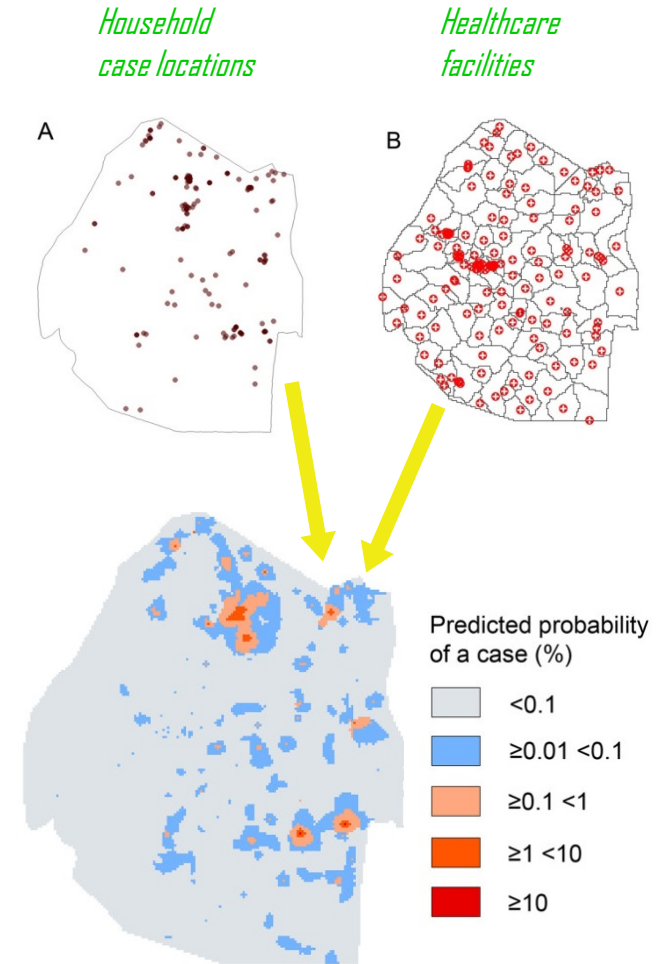 Household
case locations
Healthcare
facilities
A
B
Predicted probability
of a case (%)
<0.1
≥0.01 <0.1
≥0.1 <1
≥1 <10
≥10